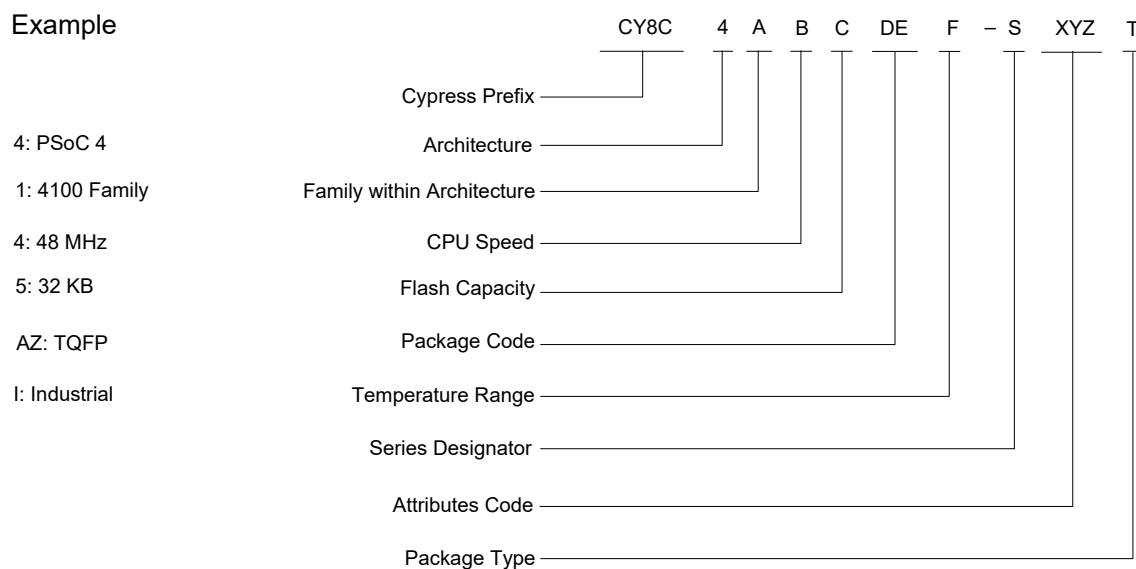 Example
CY8C 4 A B C DE F – S XYZ T
Cypress Prefix
4: PSoC 4 Architecture
1: 4100 Family Family within Architecture
4: 48 MHz CPU Speed
5: 32 KB Flash Capacity
AZ: TQFP Package Code
I: Industrial Temperature Range
Series Designator
Attributes Code
Package Type